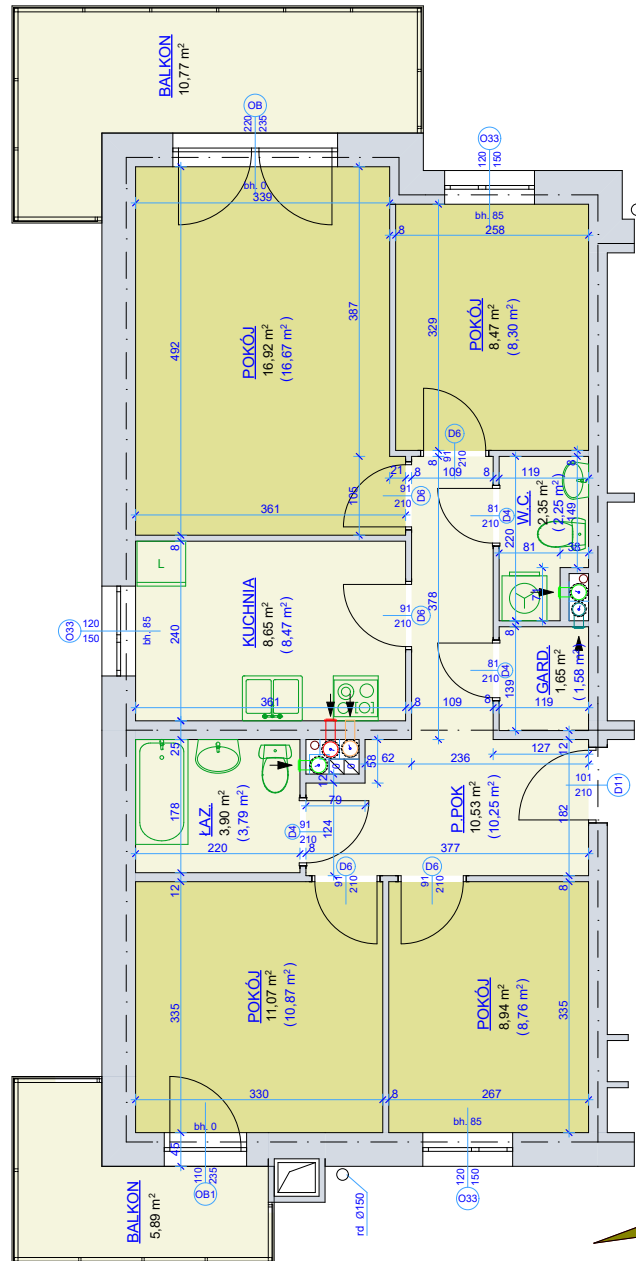 BALKON
10,77 m²
OB
220
235
bh. 0
339
O33
120
150
bh. 85
258
8
POKÓJ
16,92 m²
(16,67 m²)
492
387
POKÓJ
8,47 m²
(8,30 m²)
329
D6
91
210
8
8
21
8
109
8
119
105
91
210
D6
81
210
D4
W.C.
2,35 m²
(2,25 m²)
149
220
81
38
361
8
L
KUCHNIA
8,65 m²
(8,47 m²)
O33
120
150
bh. 85
240
91
210
D6
378
81
210
D4
8
139
GARD.
1,65 m²
(1,58 m²)
361
8
109
8
119
25
58
62
236
127
12
12
101
210
D11
182
ŁAZ.
3,90 m²
(3,79 m²)
178
79
D4
91
210
124
P.POK
10,53 m²
(10,25 m²)
220
8
377
12
D6
91
210
D6
91
210
8
POKÓJ
11,07 m²
(10,87 m²)
335
POKÓJ
8,94 m²
(8,76 m²)
335
330
8
267
bh. 0
bh. 85
45
110
235
OB1
120
150
O33
rd Ø150
BALKON
5,89 m²